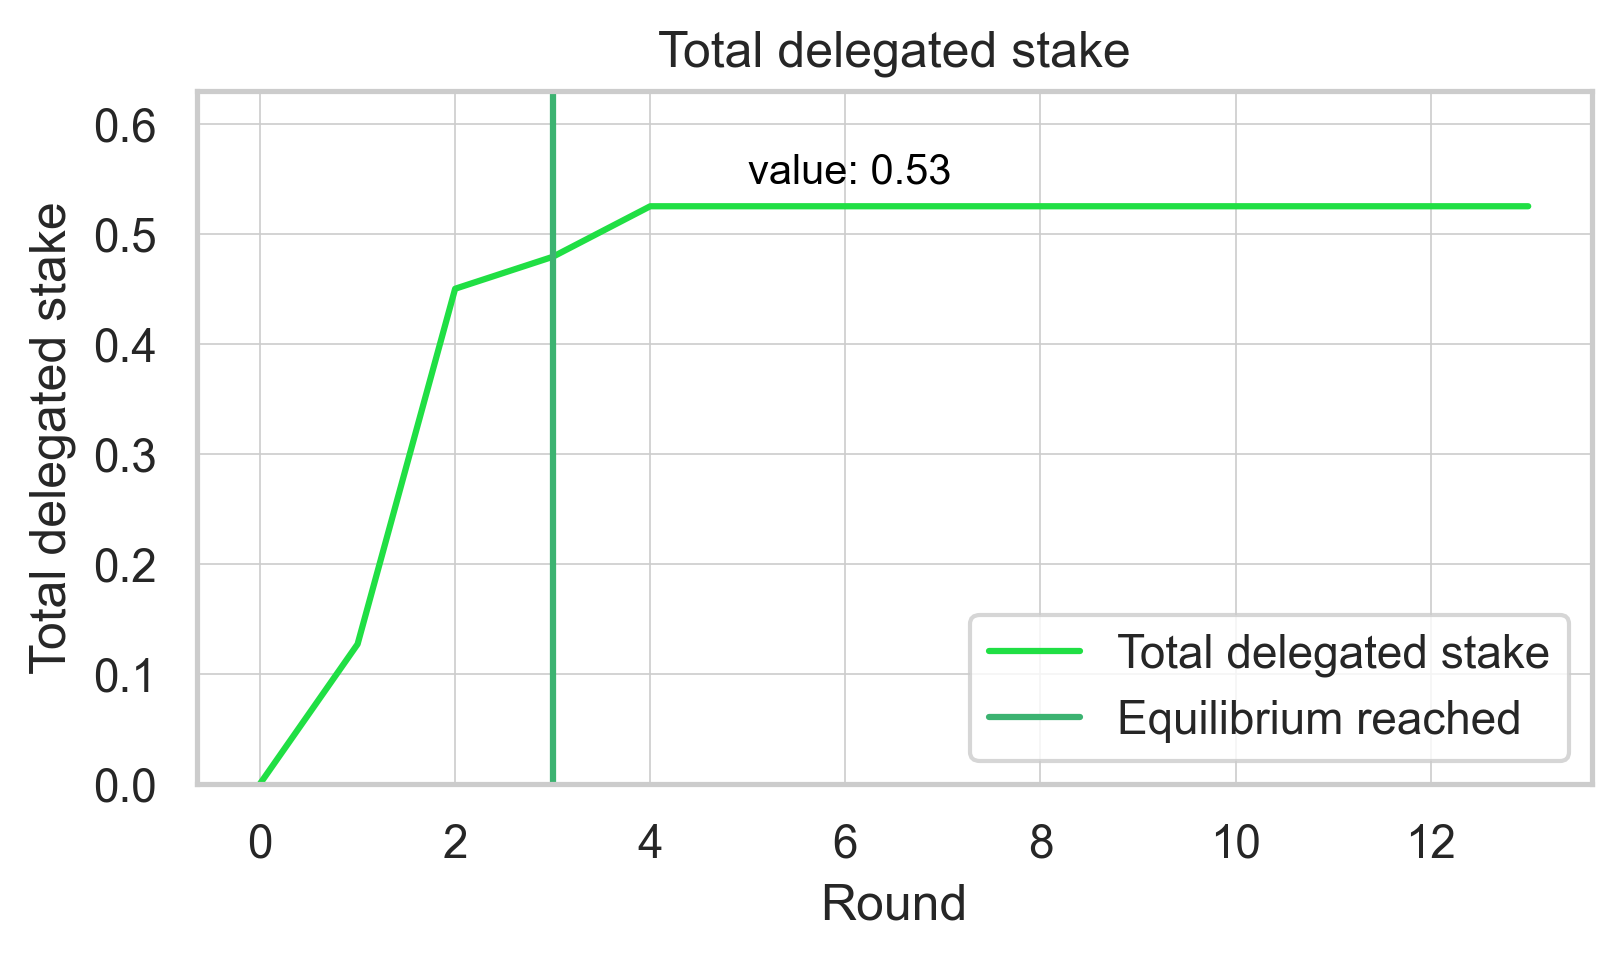 Total delegated stake
Total delegated stake
0.6
0.5
0.4
0.3
0.2
0.1
0.0
value: 0.53
Total delegated stake
Equilibrium reached
0 2 4 6 8 10 12
Round